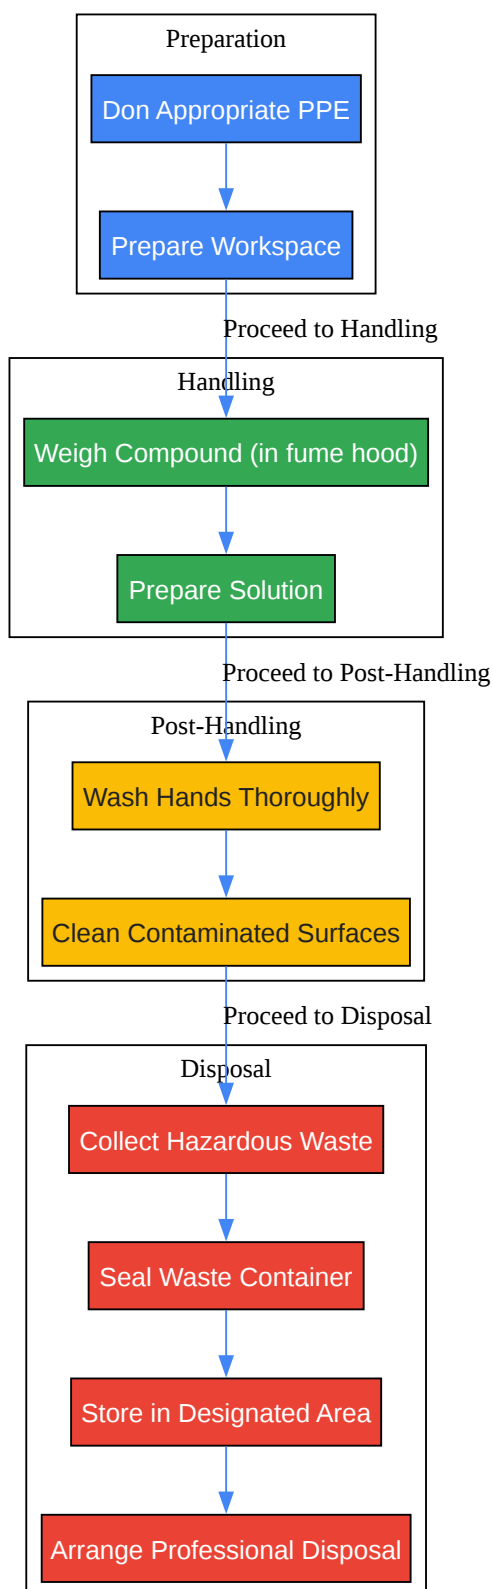 Preparation
Don Appropriate PPE
Prepare Workspace
Proceed to Handling
Handling
Weigh Compound (in fume hood)
Prepare Solution
Proceed to Post-Handling
Post-Handling
Wash Hands Thoroughly
Clean Contaminated Surfaces
Proceed to Disposal
Disposal
Collect Hazardous Waste
Seal Waste Container
Store in Designated Area
Arrange Professional Disposal